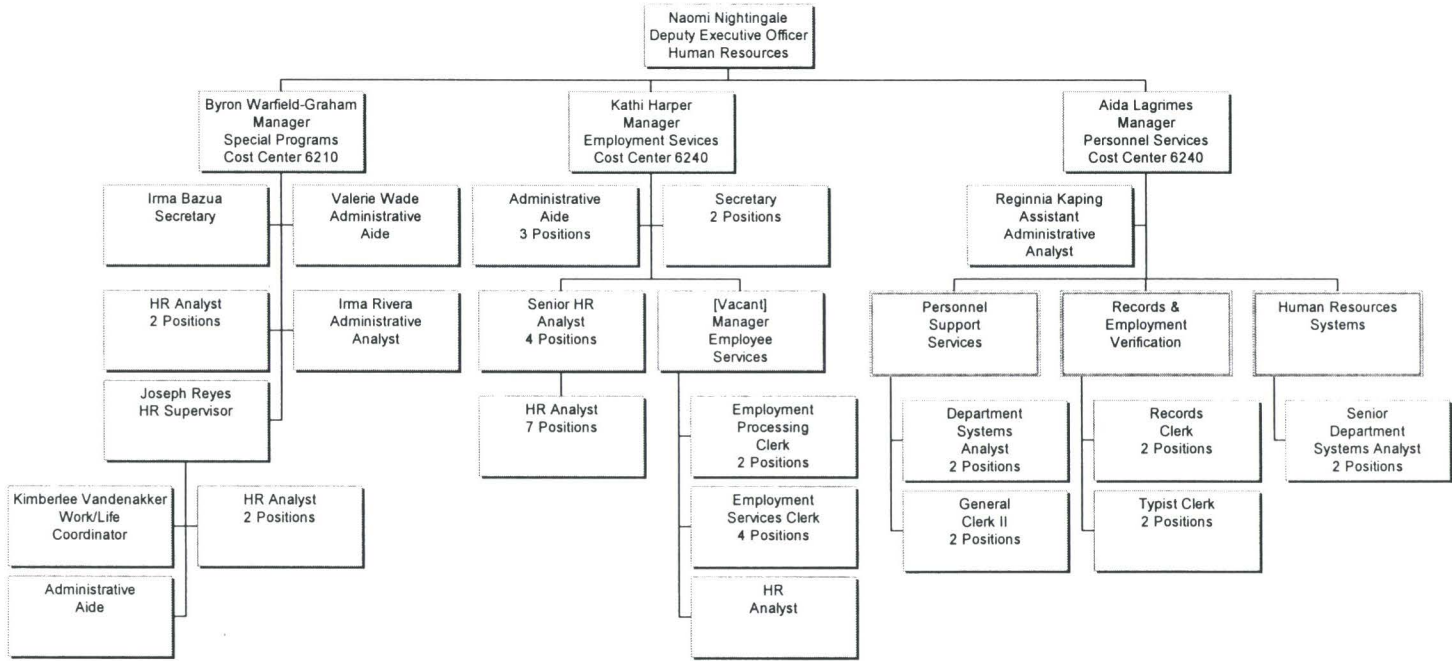 Naomi Nightingale
Deputy Executive Officer
Human Resources
Byron Warfield-Graham
Manager
Special Programs
Cost Center 6210
Kathi Harper
Manager
Employment Sevices
Cost Center 6240
Aida Lagrimes
Manager
Personnel Services
Cost Center 6240
Irma Bazua
Secretary
Valerie Wade
Administrative
Aide
Administrative
Aide
3 Positions
Secretary
2 Positions
Reginnia Kaping
Assistant
Administrative
Analyst
HR Analyst
2 Positions
Irma Rivera
Administrative
Analyst
Senior HR
Analyst
4 Positions
[Vacant]
Manager
Employee
Services
Personnel
Support
Services
Records &
Employment
Verification
Human Resources
Systems
Joseph Reyes
HR Supervisor
HR Analyst
7 Positions
Employment
Processing
Clerk
2 Positions
Department
Systems
Analyst
2 Positions
Records
Clerk
2 Positions
Senior
Department
Systems Analyst
2 Positions
Kimberlee Vandenakker
Work/Life
Coordinator
HR Analyst
2 Positions
Employment
Services Clerk
4 Positions
General
Clerk II
2 Positions
Typist Clerk
2 Positions
Administrative
Aide
HR
Analyst